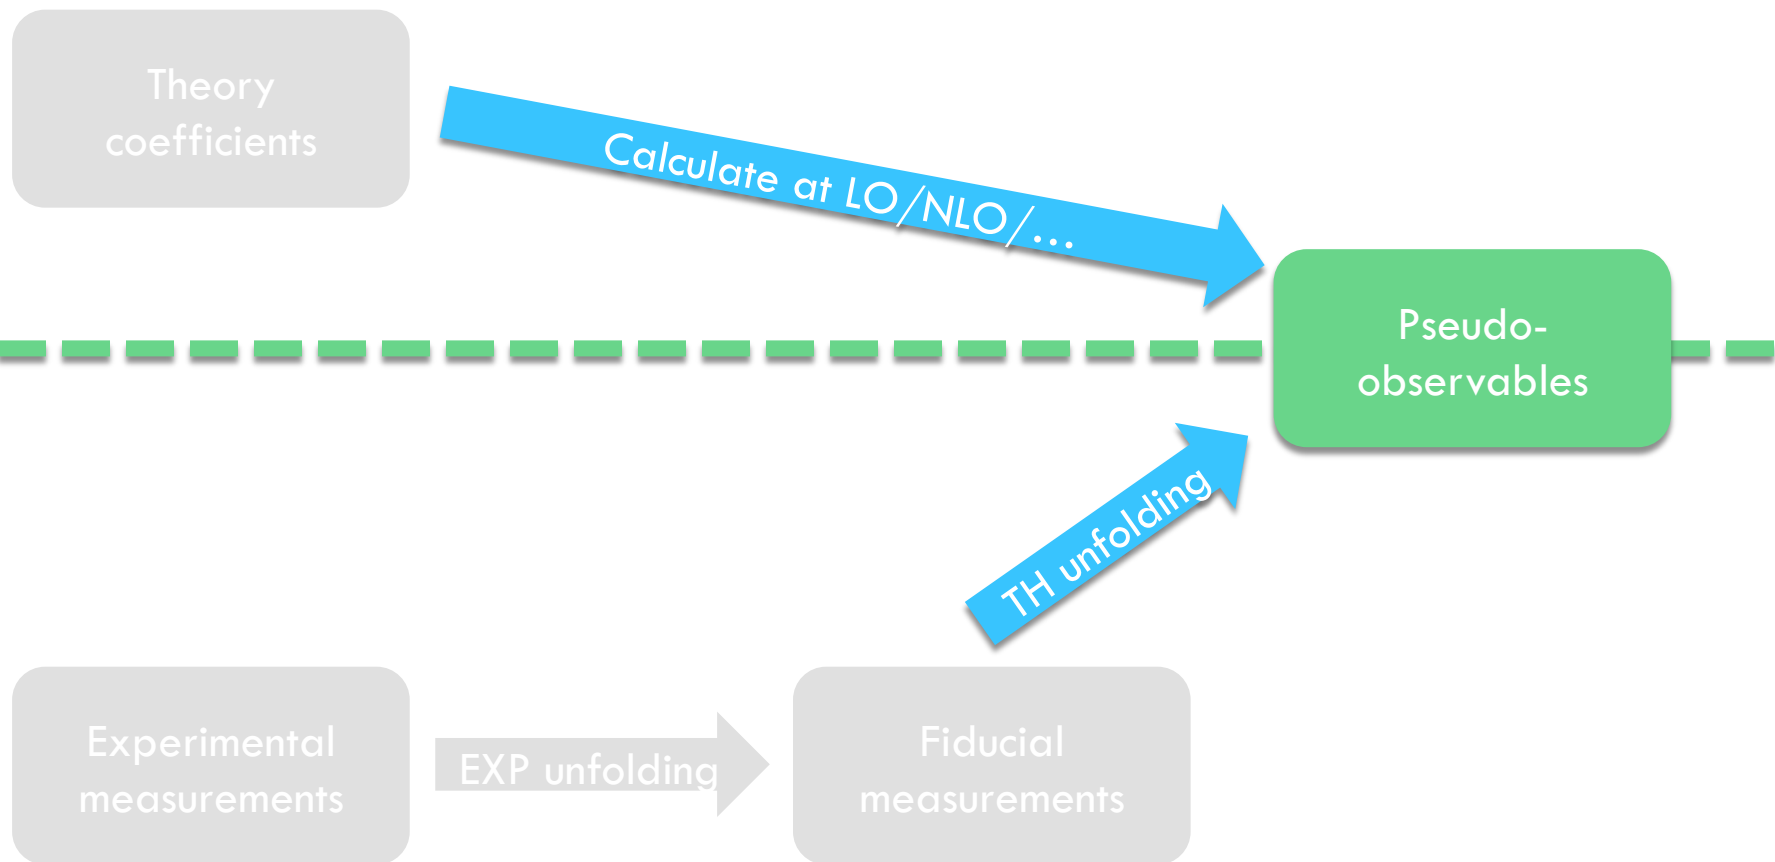 Theory
coefficients
Calculate at LO/NLO/...
Pseudo-
observables
TH unfolding
Experimental
measurements
EXP unfolding
Fiducial
measurements